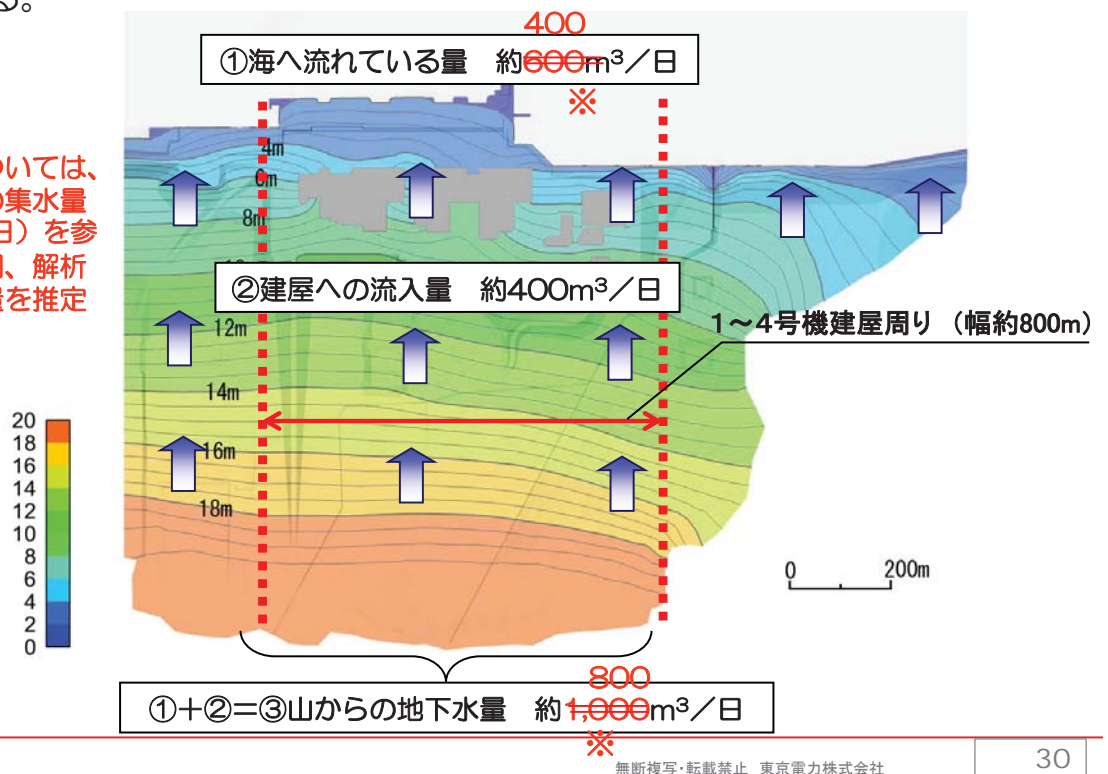 る。
400
①海へ流れている量　約600m³／日
※
ついては、
の集水量
日）を参
、解析
量を推定
4m
6m
8m
②建屋への流入量　約400m³／日
12m
1～4号機建屋周り （幅約800m）
14m
16m
18m
20
18
16
14
12
10
8
6
4
2
0
0 200m
800
①＋②＝③山からの地下水量　約1,000m³／日
※
無断複写・転載禁止 東京電力株式会社
30